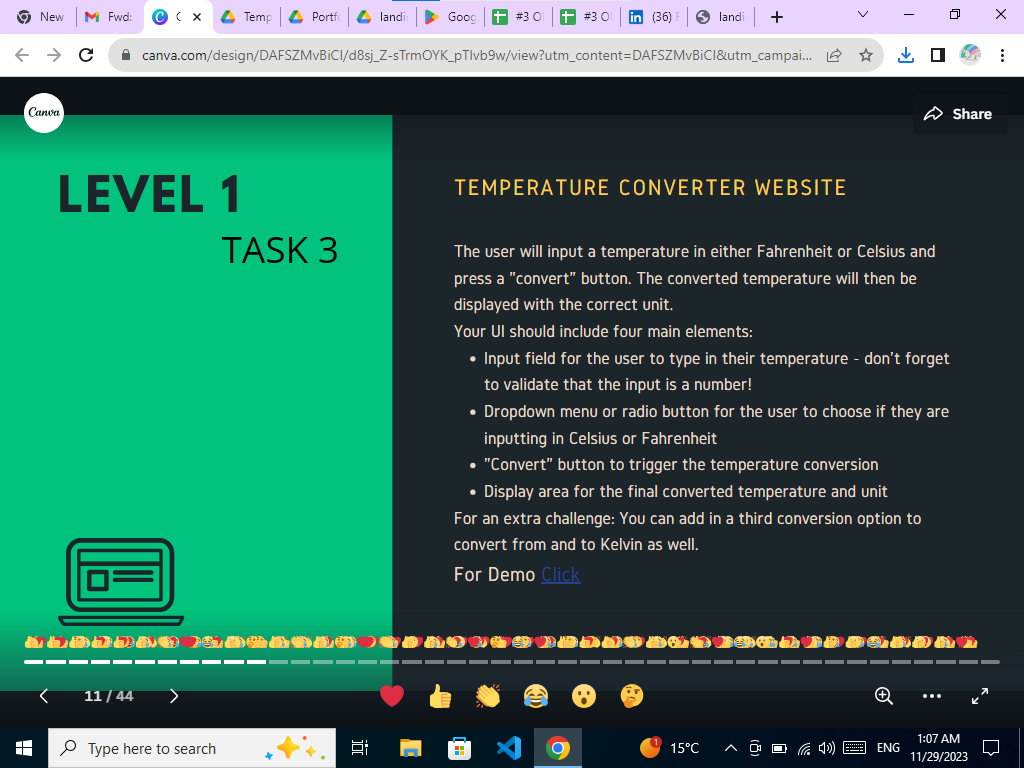 New
Fwd:
C
Temp
Portf
landi
Goog
#3 O
#3 O
(36) F
landi
canva.com/design/DAFSZMvBiCI/d8sj_Z-sTrmOYK_pTIvb9w/view?utm_content=DAFSZMvBiCI&utm_campai...
Canva
Share
LEVEL 1
TASK 3
TEMPERATURE CONVERTER WEBSITE
The user will input a temperature in either Fahrenheit or Celsius and
press a "convert" button. The converted temperature will then be
displayed with the correct unit.
Your UI should include four main elements:
• Input field for the user to type in their temperature - don't forget
to validate that the input is a number!
• Dropdown menu or radio button for the user to choose if they are
inputting in Celsius or Fahrenheit
• "Convert" button to trigger the temperature conversion
• Display area for the final converted temperature and unit
For an extra challenge: You can add in a third conversion option to
convert from and to Kelvin as well.
For Demo Click
11 / 44
Type here to search
1
15°C
ENG
1:07 AM
11/29/2023